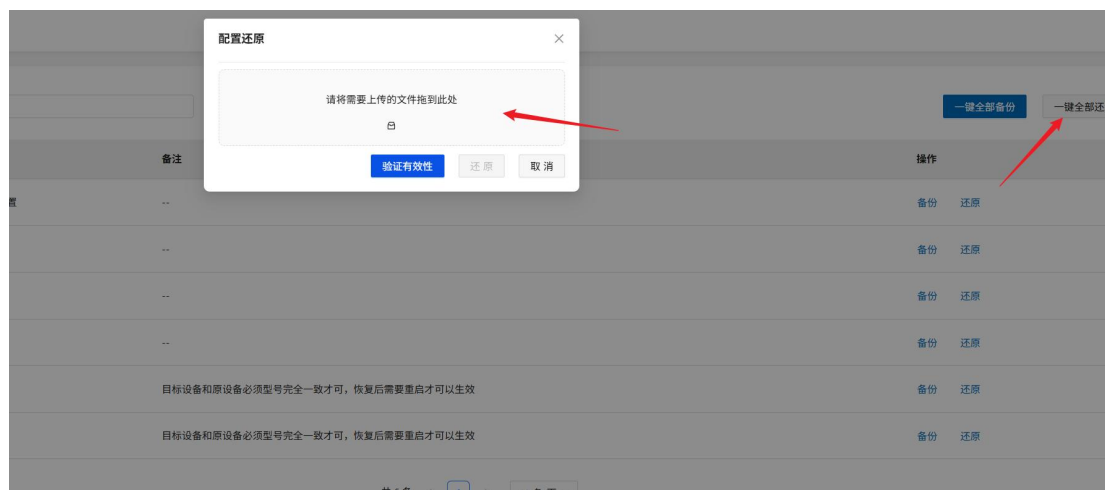 配置还原
请将需要上传的文件拖到此处
一键全部备份
一键全部还
备注
验证有效性
还原
取消
操作
置
--
备份
还原
--
备份
还原
--
备份
还原
--
备份
还原
目标设备和原设备必须型号完全一致才可，恢复后需要重启才可以生效
备份
还原
目标设备和原设备必须型号完全一致才可，恢复后需要重启才可以生效
备份
还原